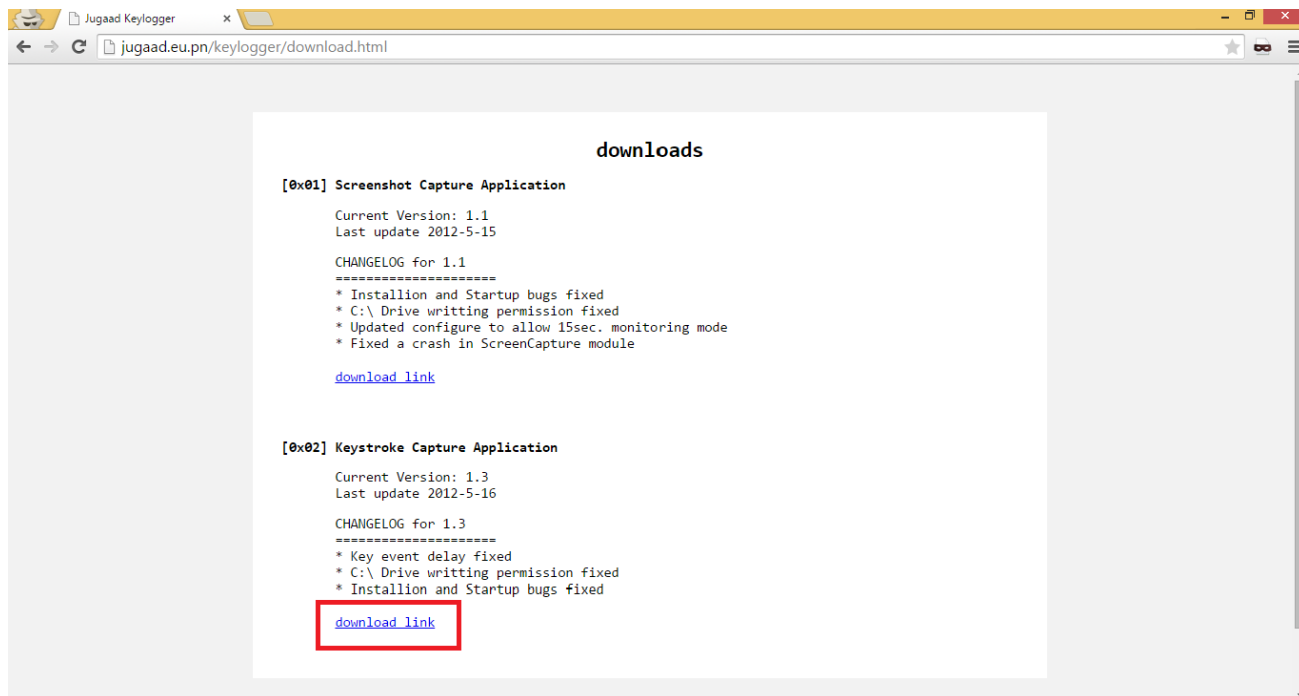 Jugaad Keylogger
jugaad.eu.pn/keylogger/download.html
downloads
[0x01] Screenshot Capture Application
Current Version: 1.1
Last update 2012-5-15
CHANGELOG for 1.1
=====================
* Installion and Startup bugs fixed
* C:\ Drive writting permission fixed
* Updated configure to allow 15sec. monitoring mode
* Fixed a crash in ScreenCapture module
download link
[0x02] Keystroke Capture Application
Current Version: 1.3
Last update 2012-5-16
CHANGELOG for 1.3
=====================
* Key event delay fixed
* C:\ Drive writting permission fixed
* Installion and Startup bugs fixed
download link